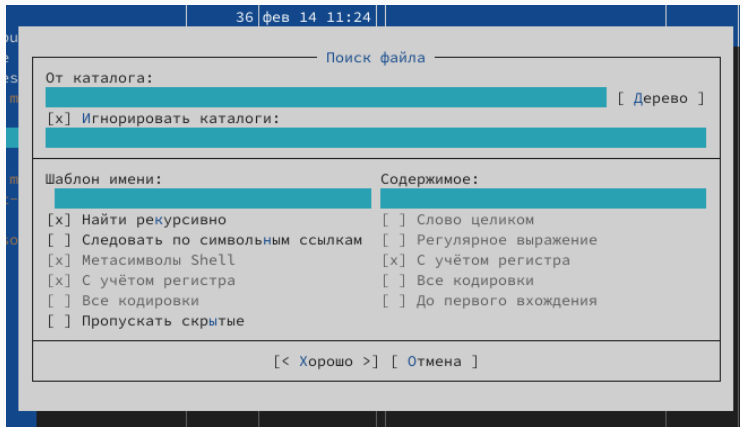 36 фев 14 11:24
Поиск файла
От каталога:
[ Дерево ]
[x] Игнорировать каталоги:
Шаблон имени:
Содержимое:
[x] Найти рекурсивно
[ ] Следовать по символьным ссылкам
[x] Метасимволы Shell
[x] С учётом регистра
[ ] Все кодировки
[ ] Пропускать скрытые
[ ] Слово целиком
[ ] Регулярное выражение
[x] С учётом регистра
[ ] Все кодировки
[ ] До первого вхождения
[< Хорошо >] [ Отмена ]